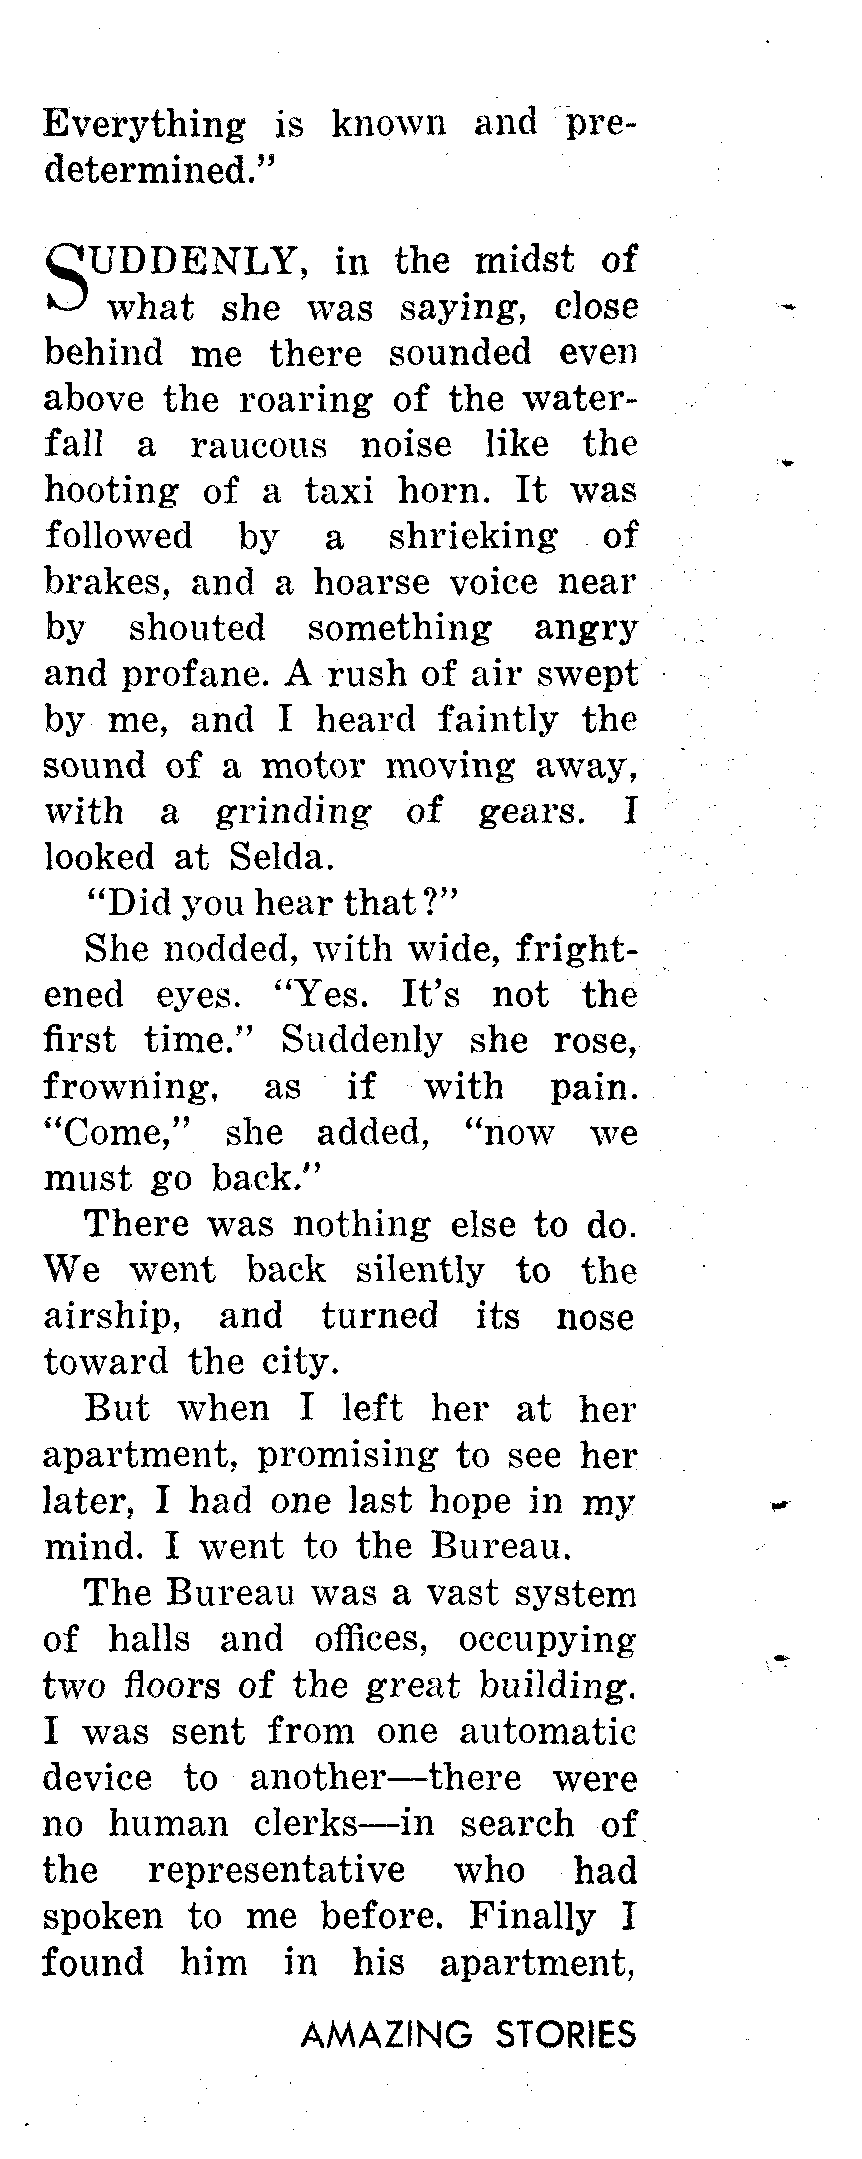 Everything is known and pre-
determined.”
SUDDENLY, in the midst of
what she was saying, close
behind me there sounded even
above the roaring of the water-
fall a raucous noise like the
hooting of a taxi horn. It was
followed by a shrieking of
brakes, and a hoarse voice near
by shouted something angry
and profane. A rush of air swept
by me, and I heard faintly the
sound of a motor moving away,
with a grinding of gears. I
looked at Selda.
“Did you hear that?”
She nodded, with wide, fright-
ened eyes. “Yes. It’s not the
first time.” Suddenly she rose,
frowning, as if with pain.
“Come,” she added, “now we
must go back.”
There was nothing else to do.
We went back silently to the
airship, and turned its nose
toward the city.
But when I left her at her
apartment, promising to see her
later, I had one last hope in my
mind. I went to the Bureau.
The Bureau was a vast system
of halls and offices, occupying
two floors of the great building.
I was sent from one automatic
device to another—there were
no human clerks—in search of
the representative who had
spoken to me before. Finally I
found him in his apartment,
AMAZING STORIES